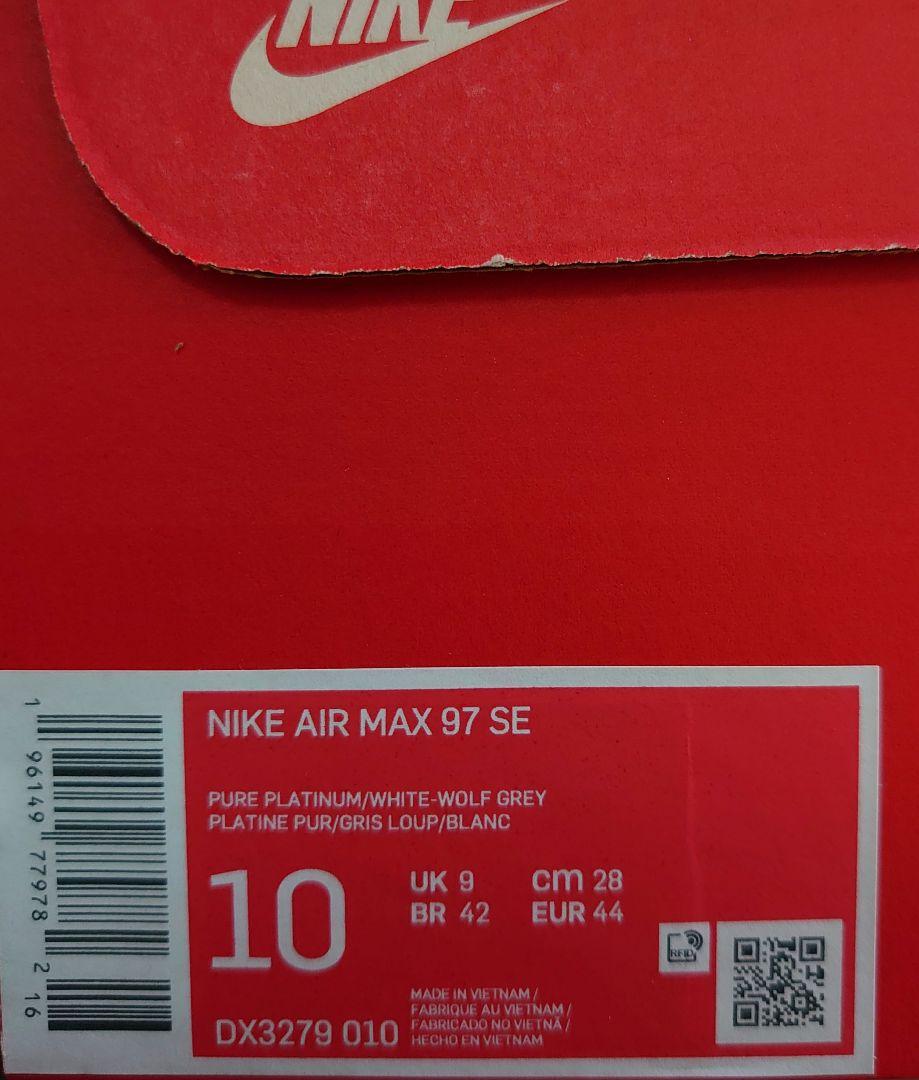 NIKE
NIKE AIR MAX 97 SE
PURE PLATINUM/WHITE-WOLF GREY
PLATINE PUR/GRIS LOUP/BLANC
10
UK 9 cm 28
BR 42 EUR 44
RFID
DX3279 010
MADE IN VIETNAM /
FABRIQUE AU VIETNAM /
FABRICADO NO VIETNÃ /
HECHO EN VIETNAM
1 96149 77978 2 16